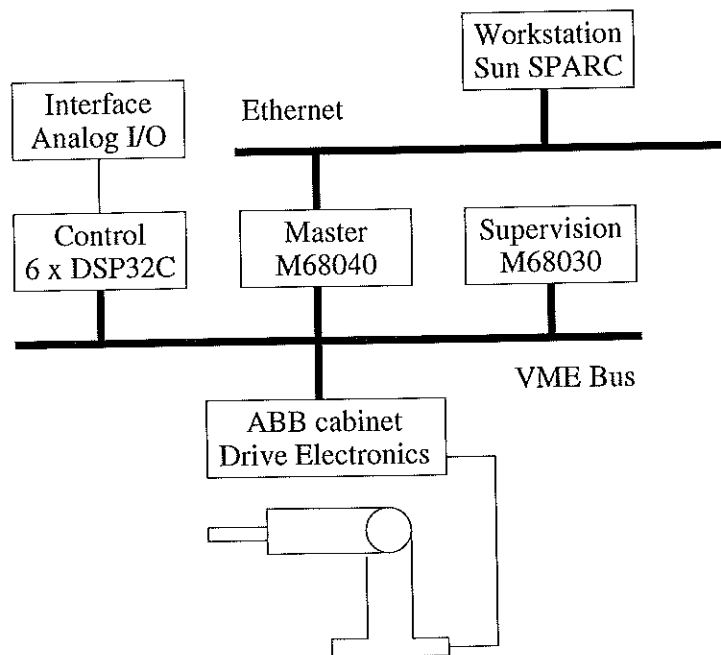 Workstation
Sun SPARC
Interface
Analog I/O
Ethernet
Control
6 x DSP32C
Master
M68040
Supervision
M68030
VME Bus
ABB cabinet
Drive Electronics